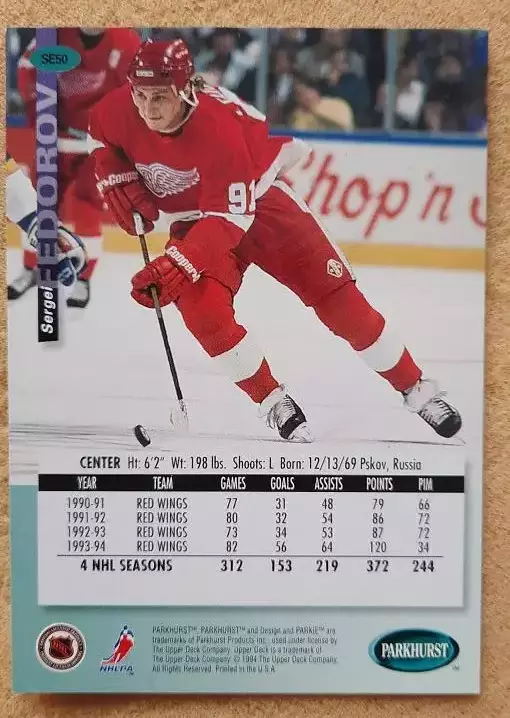 SE50
Sergei FEDOROV
91
Cooper
Cooper
Chop'n S
CENTER Ht: 6'2" Wt: 198 lbs. Shoots: L Born: 12/13/69 Pskov, Russia
YEAR TEAM GAMES GOALS ASSISTS POINTS PIM
1990-91 RED WINGS 77 31 48 79 66
1991-92 RED WINGS 80 32 54 86 72
1992-93 RED WINGS 73 34 53 87 72
1993-94 RED WINGS 82 56 64 120 34
4 NHL SEASONS 312 153 219 372 244
PARKHURST™, PARKHURST and Design and PARKIE™ are
trademarks of Parkhurst Products Inc. used under license by
The Upper Deck Company. Upper Deck is a trademark of
The Upper Deck Company. © 1994 The Upper Deck Company.
All Rights Reserved. Printed in the U.S.A.
NHL
NHLPA™
PARKHURST